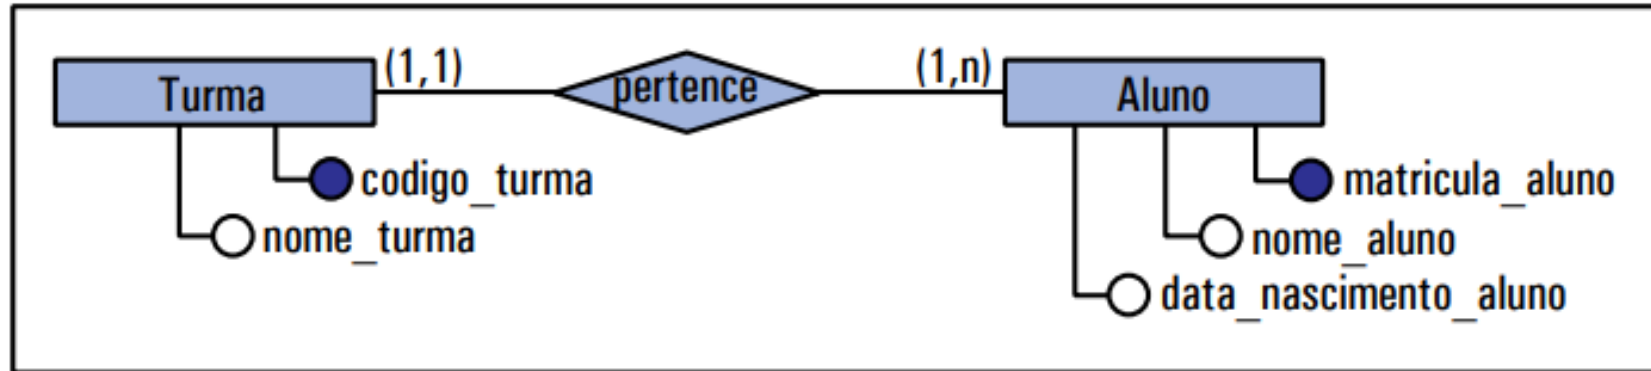 (1,1) (1,n)
Turma pertence Aluno
codigo_turma matricula_aluno
nome_turma nome_aluno
data_nascimento_aluno